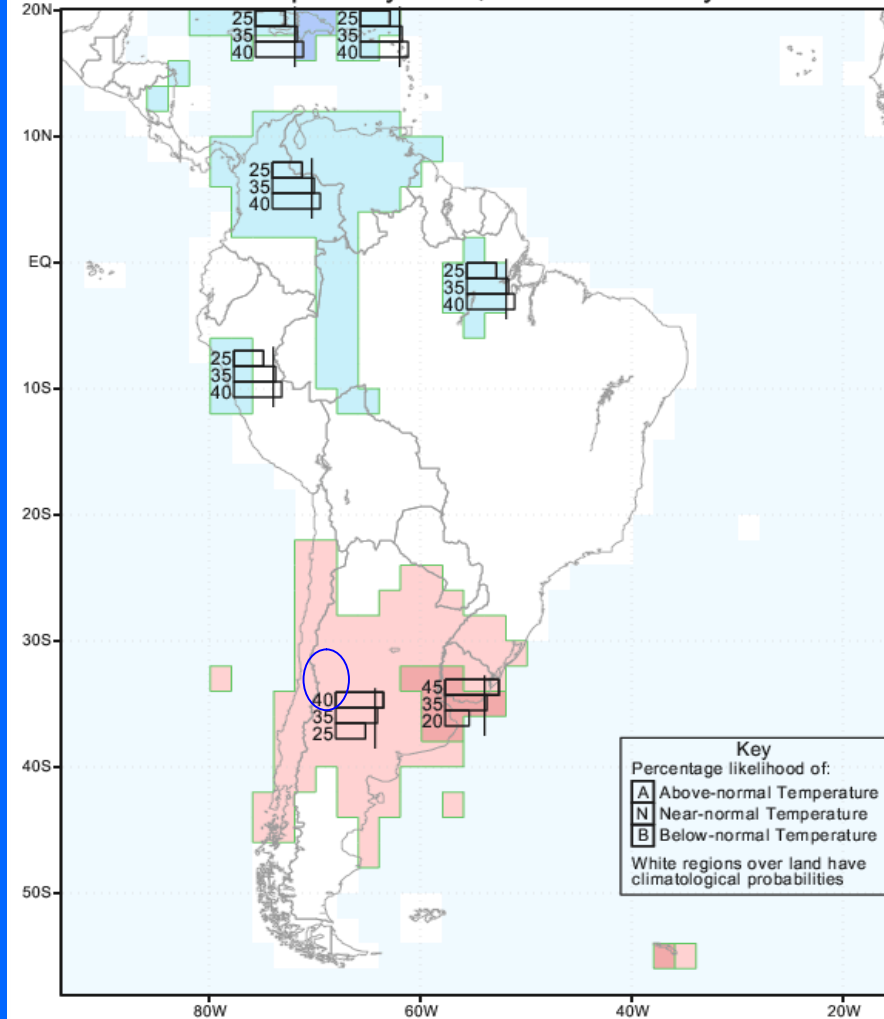 20N
25
35
40
25
35
40
10N
25
35
40
EQ
25
35
40
25
35
40
10S
20S
30S
40
35
25
45
35
20
40S
50S
Key
Percentage likelihood of:
A Above-normal Temperature
N Near-normal Temperature
B Below-normal Temperature
White regions over land have
climatological probabilities
80W
60W
40W
20W